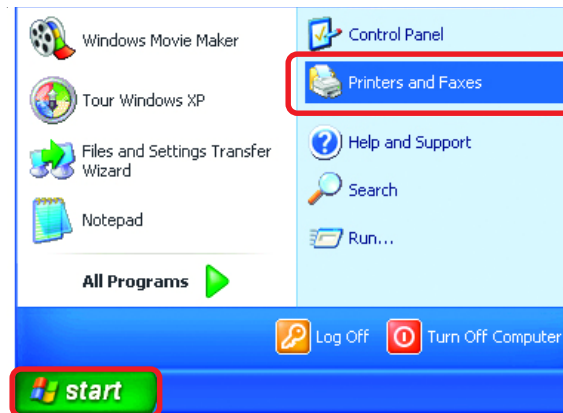 Windows Movie Maker
Tour Windows XP
Files and Settings Transfer
Wizard
Notepad
All Programs
Control Panel
Printers and Faxes
Help and Support
Search
Run...
Log Off
Turn Off Computer
start